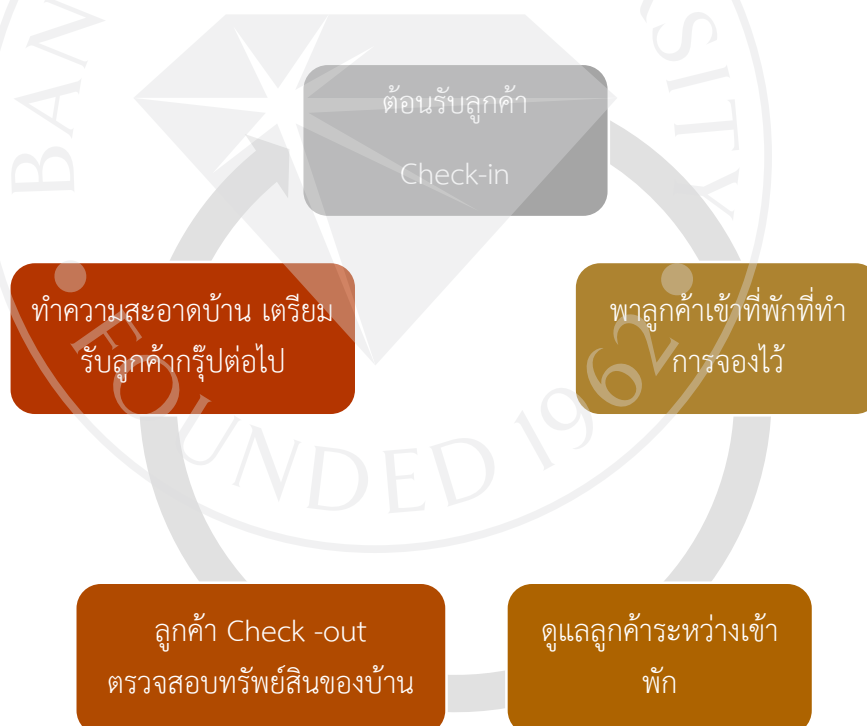 ต้อนรับลูกค้า
Check-in
พาลูกค้าเข้าที่พักที่ทำ
การจองไว้
ดูแลลูกค้าระหว่างเข้า
พัก
ลูกค้า Check -out
ตรวจสอบทรัพย์สินของบ้าน
ทำความสะอาดบ้าน เตรียม
รับลูกค้ากรุ๊ปต่อไป
FOUNDED 1962